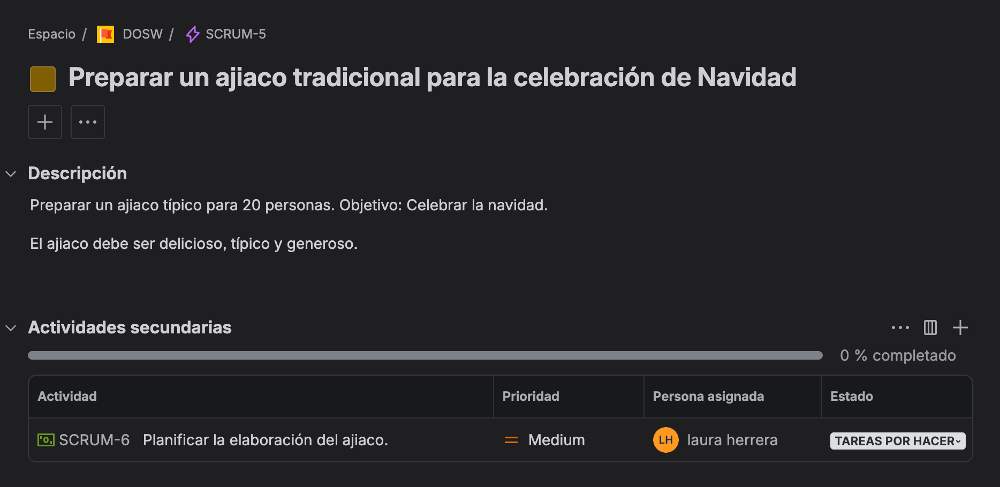 Espacio / DOSW / SCRUM-5
Preparar un ajiaco tradicional para la celebración de Navidad
Descripción
Preparar un ajiaco típico para 20 personas. Objetivo: Celebrar la navidad.
El ajiaco debe ser delicioso, típico y generoso.
Actividades secundarias
0 % completado
Actividad Prioridad Persona asignada Estado
SCRUM-6 Planificar la elaboración del ajiaco. Medium LH laura herrera TAREAS POR HACER